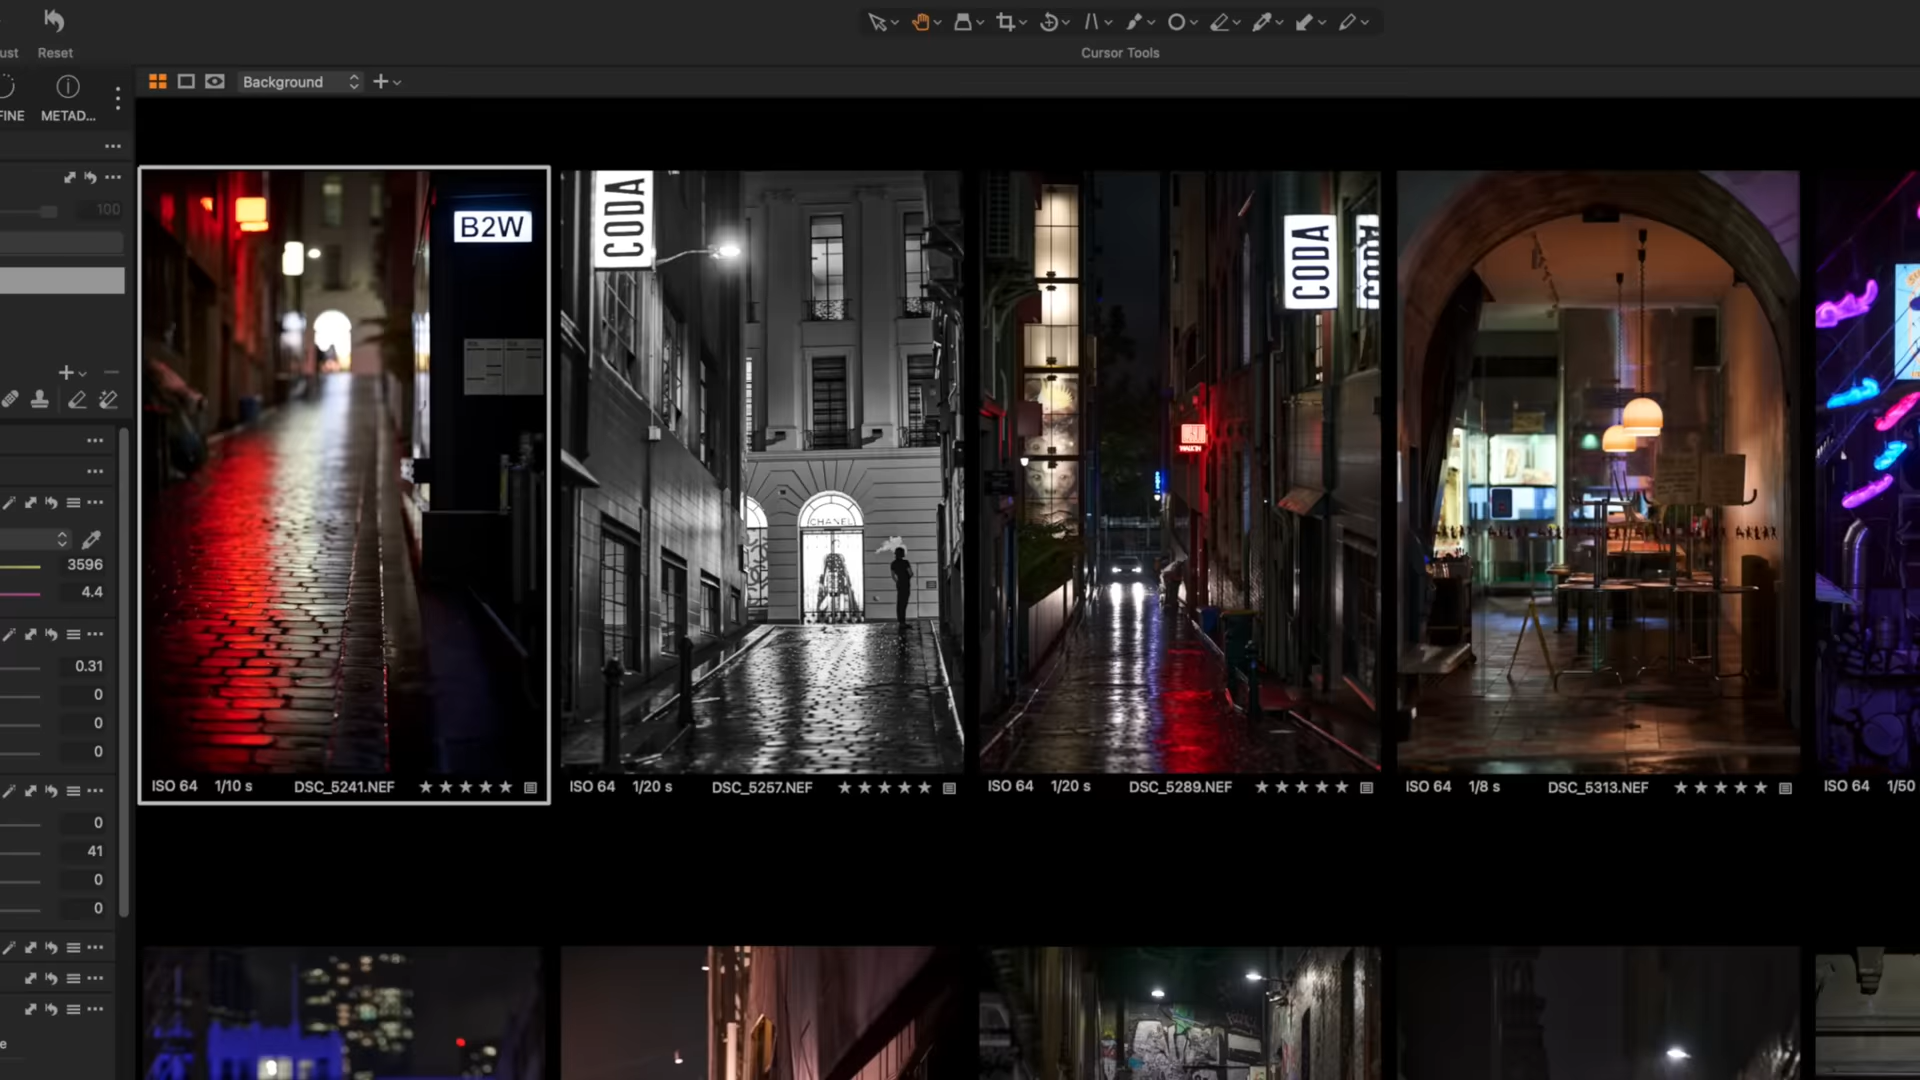 ust
Reset
Cursor Tools
Background
FINE
METAD...
100
3596
4.4
0.31
0
0
0
0
41
0
0
e
B2W
CODA
CHANEL
CODA
ISO 64 1/10 s DSC_5241.NEF
ISO 64 1/20 s DSC_5257.NEF
ISO 64 1/20 s DSC_5289.NEF
ISO 64 1/8 s DSC_5313.NEF
ISO 64 1/50